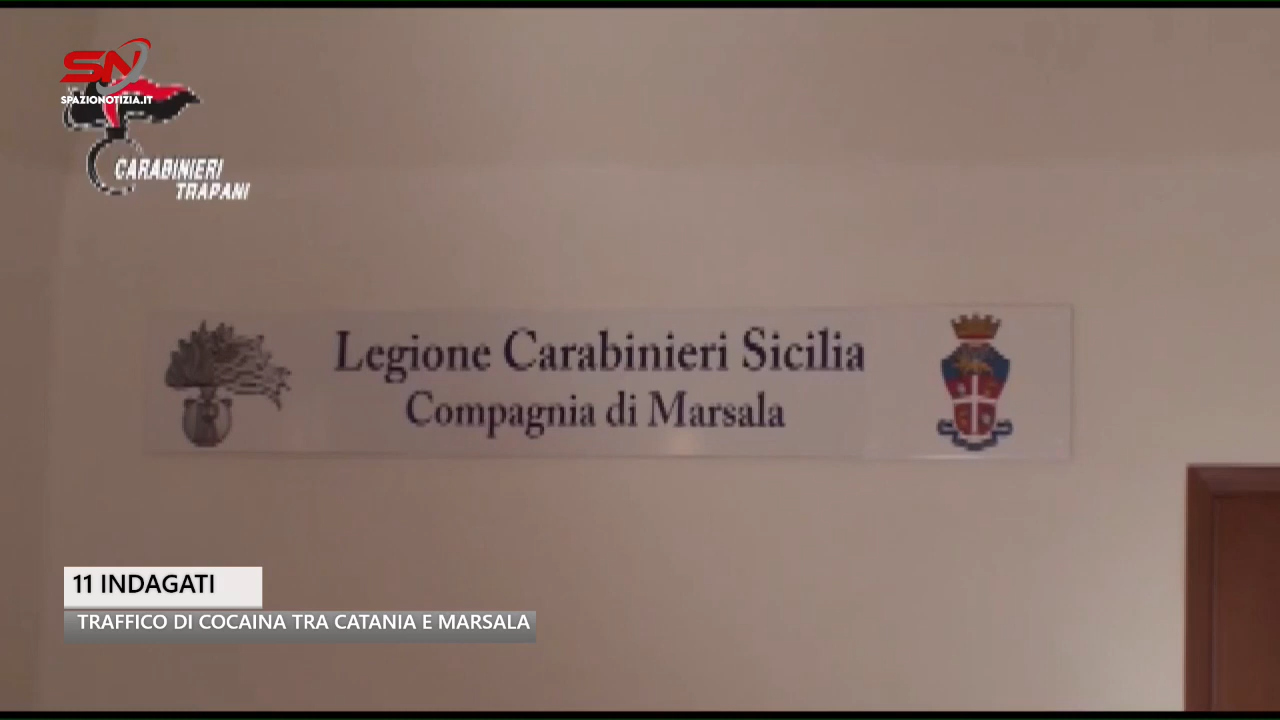 SN
SPAZIONOTIZIA.IT
CARABINIERI
TRAPANI
Legione Carabinieri Sicilia
Compagnia di Marsala
11 INDAGATI
TRAFFICO DI COCAINA TRA CATANIA E MARSALA